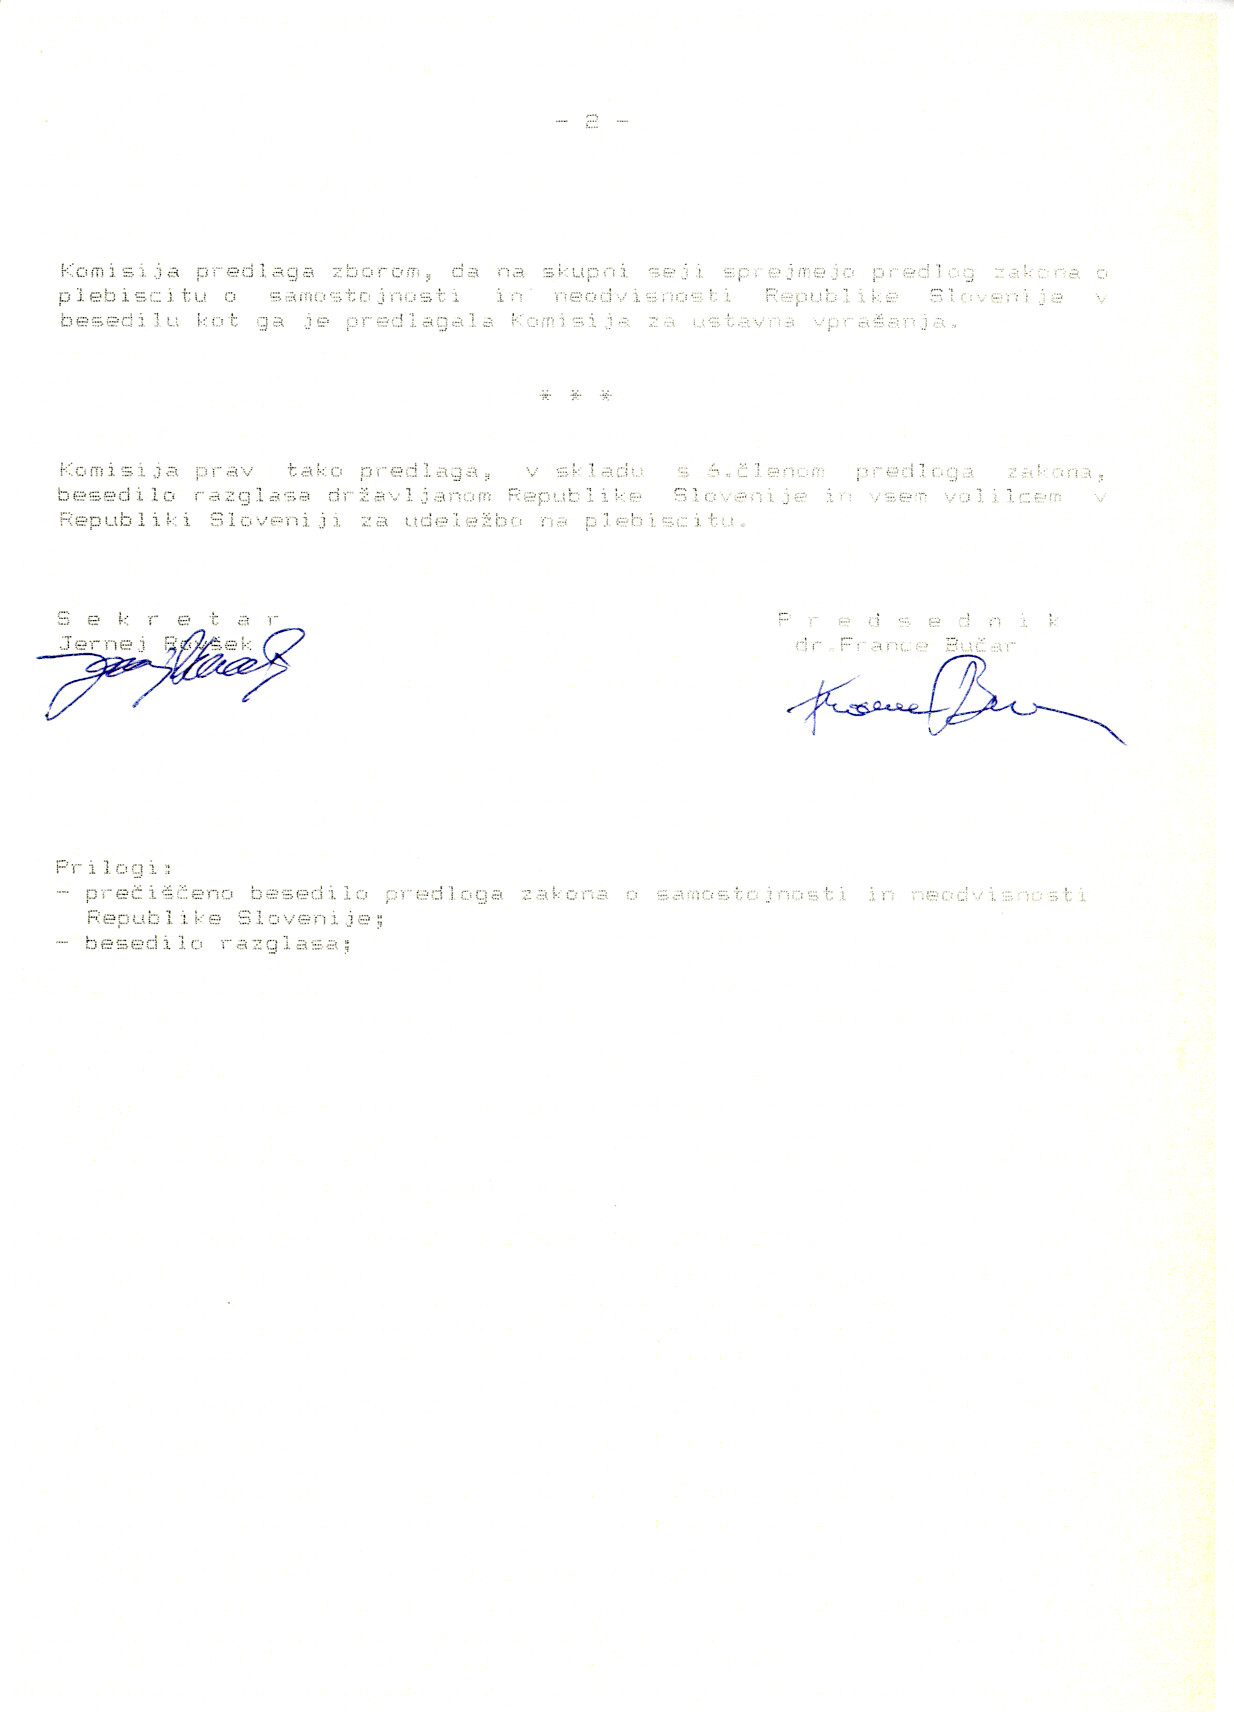 - 2 -
Komisija predlaga zborom, da na skupni seji sprejmejo predlog zakona o
plebiscitu o samostojnosti in neodvisnosti Republike Slovenije v
besedilu kot ga je predlagala Komisija za ustavna vprašanja.
* * *
Komisija prav tako predlaga, v skladu s 6.členom predloga zakona,
besedilo razglasa državljanom Republike Slovenije in vsem volilcem v
Republiki Sloveniji za udeležbo na plebiscitu.
S e k r e t a r
P r e d s e d n i k
Jernej Rovšek
dr.France Bučar
Prilogi:
- prečiščeno besedilo predloga zakona o samostojnosti in neodvisnosti
Republike Slovenije;
- besedilo razglasa;